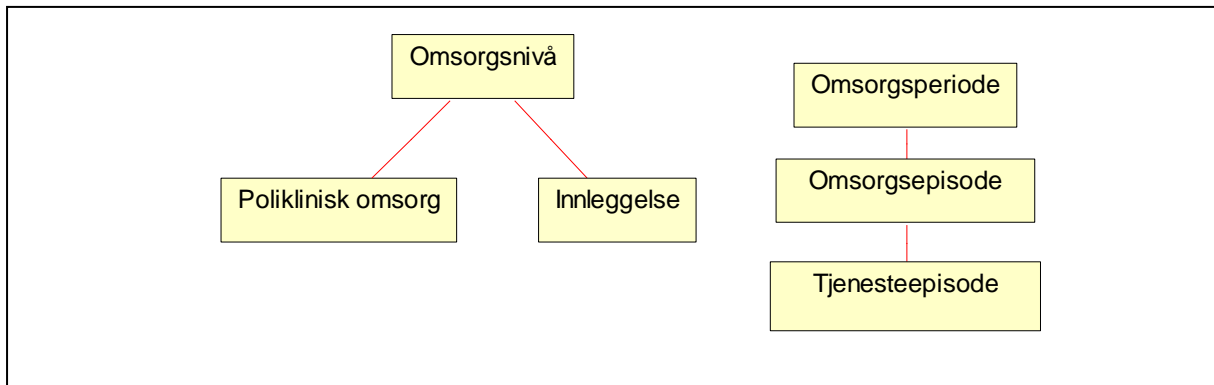 Omsorgsnivå
Poliklinisk omsorg
Innleggelse
Omsorgsperiode
Omsorgsepisode
Tjenesteepisode